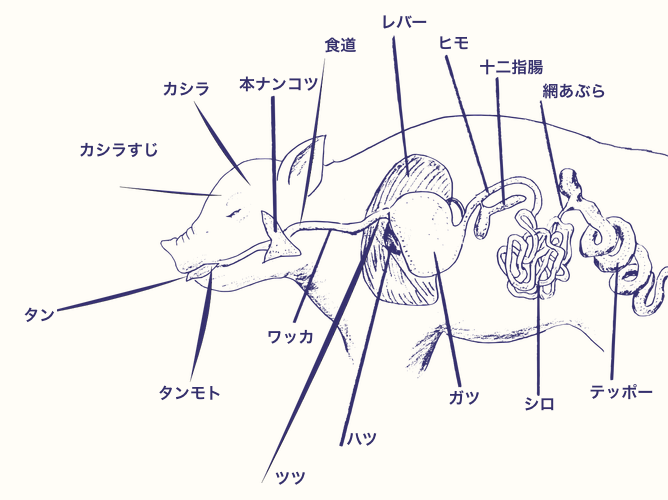 レバー
ヒモ
食道
十二指腸
カシラ
本ナンコツ
網あぶら
カシラすじ
タン
ワッカ
タンモト
ガツ
シロ
テッポー
ハツ
ツツ